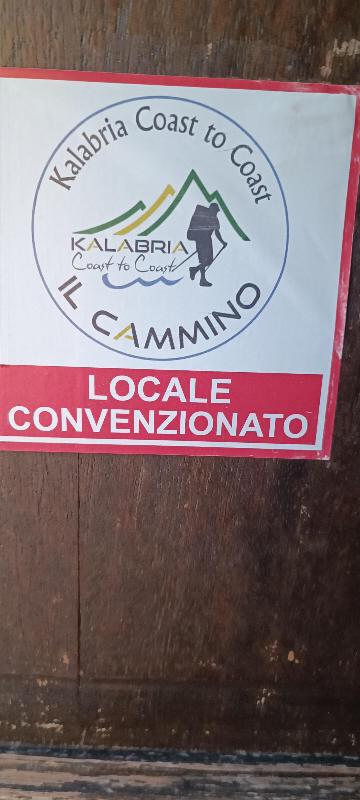 Kalabria Coast to Coast
KALABRIA
Coast to Coast
IL CAMMINO
LOCALE
CONVENZIONATO